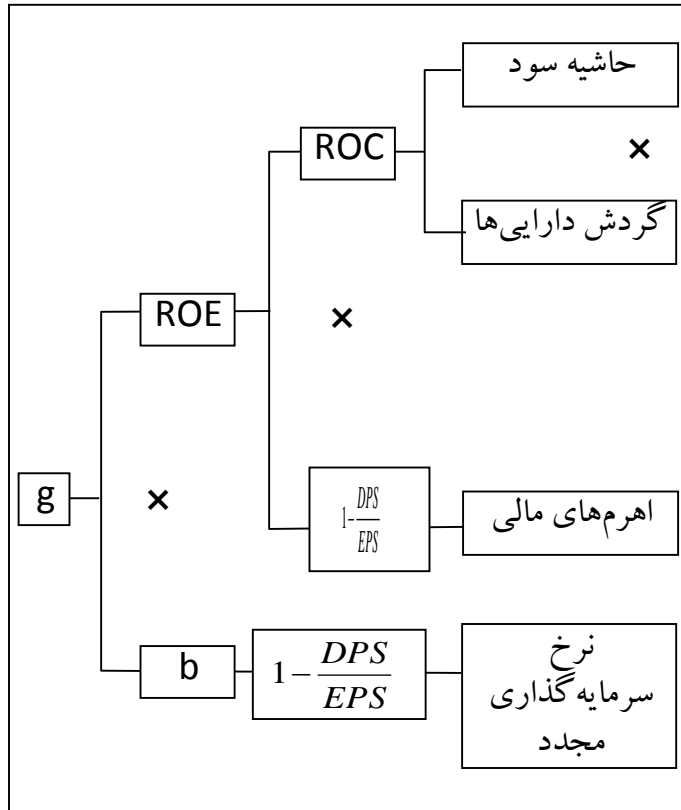 حاشیه سود
ROC
×
گردش دارایی‌ها
ROE
×
g
×
1-DPS/EPS
اهرم‌های مالی
b
1-DPS/EPS
نرخ
سرمایه‌گذاری
مجدد